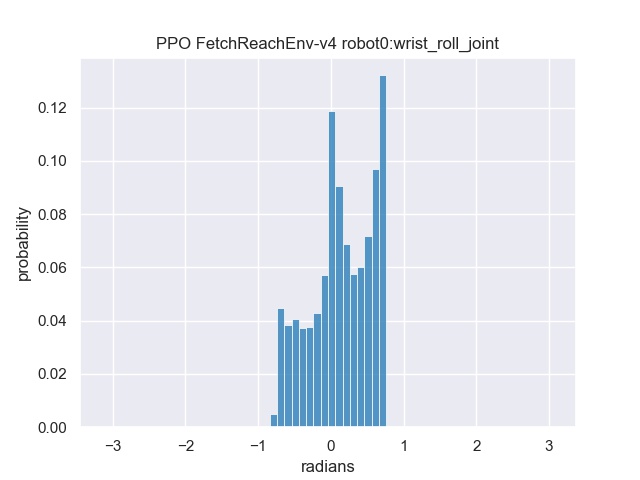 PPO FetchReachEnv-v4 robot0:wrist_roll_joint
0.12
0.10
0.08
0.06
0.04
0.02
0.00
probability
−3 −2 −1 0 1 2 3
radians